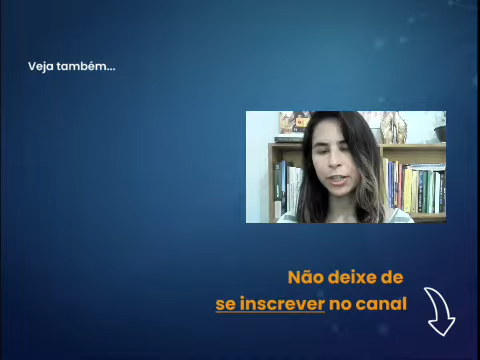 Veja também...
Não deixe de
se inscrever no canal